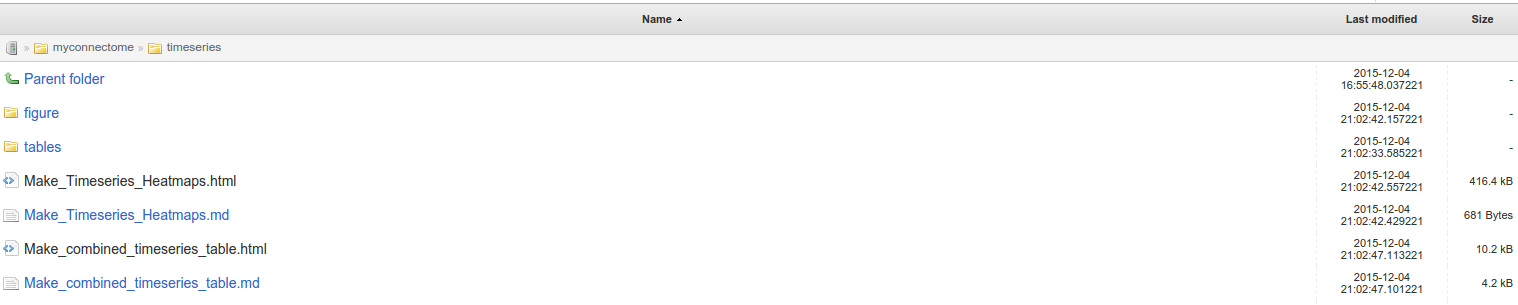 Name Last modified Size
» myconnectome » timeseries
Parent folder 2015-12-04 16:55:48.037221 -
figure 2015-12-04 21:02:42.157221 -
tables 2015-12-04 21:02:33.585221 -
Make_Timeseries_Heatmaps.html 2015-12-04 21:02:42.557221 416.4 kB
Make_Timeseries_Heatmaps.md 2015-12-04 21:02:42.429221 681 Bytes
Make_combined_timeseries_table.html 2015-12-04 21:02:47.113221 10.2 kB
Make_combined_timeseries_table.md 2015-12-04 21:02:47.101221 4.2 kB